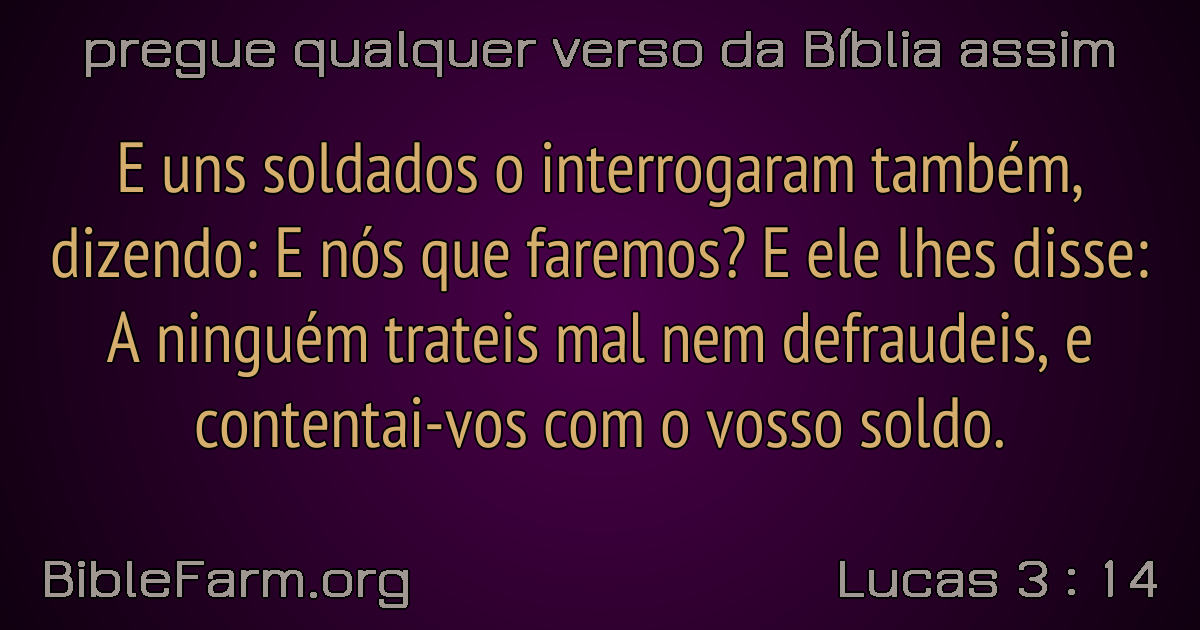 pregue qualquer verso da Bíblia assim
E uns soldados o interrogaram também,
dizendo: E nós que faremos? E ele lhes disse:
A ninguém trateis mal nem defraudeis, e
contentai-vos com o vosso soldo.
BibleFarm.org
Lucas 3 : 14